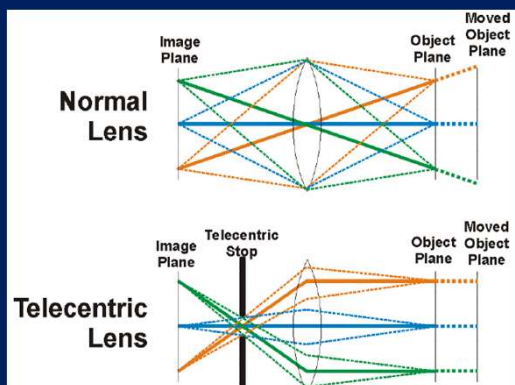 Image
Plane
Object
Plane
Moved
Object
Plane
Normal
Lens
Image
Plane
Telecentric
Stop
Object
Plane
Moved
Object
Plane
Telecentric
Lens